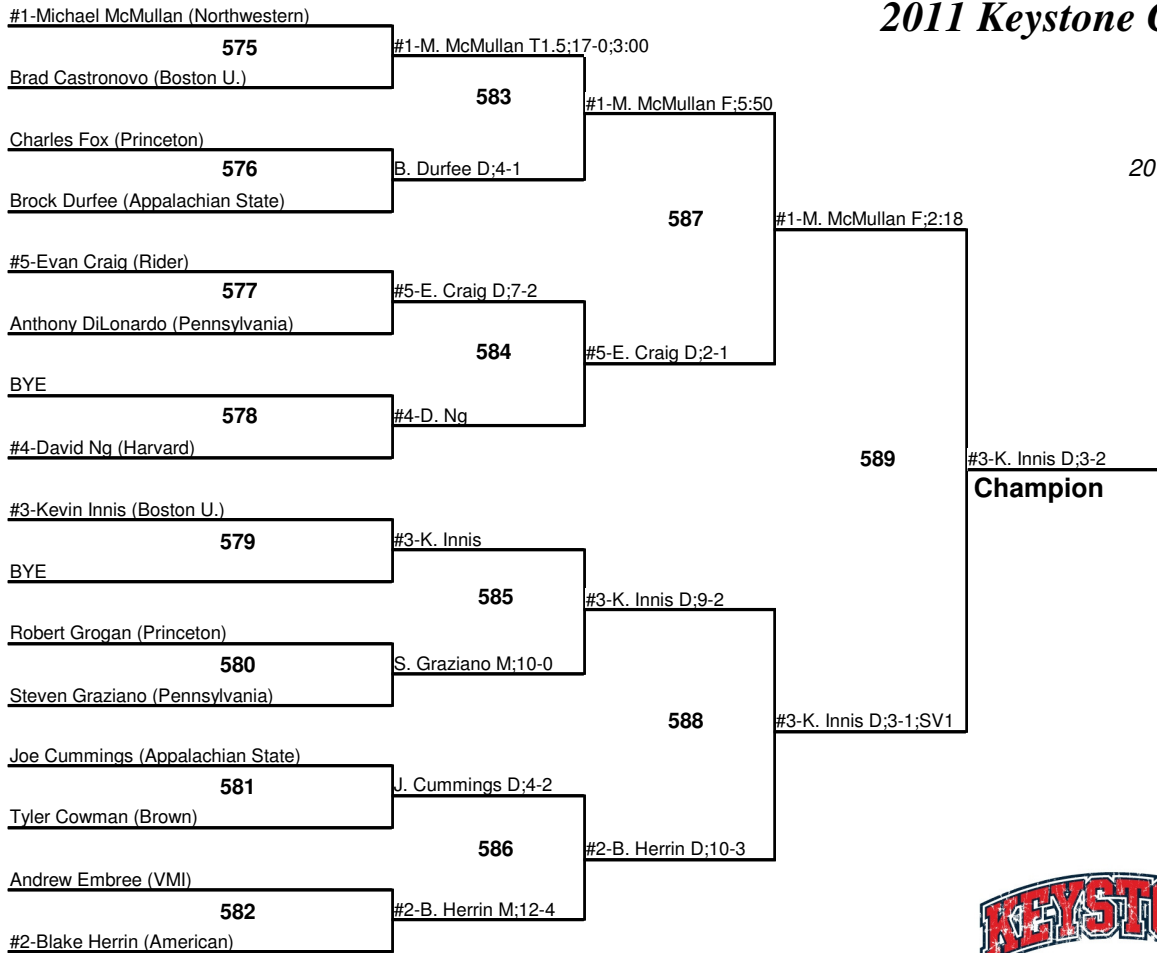 #1-Michael McMullan (Northwestern)
2011 Keystone C
575
#1-M. McMullan T1.5;17-0;3:00
Brad Castronovo (Boston U.)
583
#1-M. McMullan F;5:50
Charles Fox (Princeton)
576
B. Durfee D;4-1
20
Brock Durfee (Appalachian State)
587
#1-M. McMullan F;2:18
#5-Evan Craig (Rider)
577
#5-E. Craig D;7-2
Anthony DiLonardo (Pennsylvania)
584
#5-E. Craig D;2-1
BYE
578
#4-D. Ng
#4-David Ng (Harvard)
589
#3-K. Innis D;3-2
Champion
#3-Kevin Innis (Boston U.)
579
#3-K. Innis
BYE
585
#3-K. Innis D;9-2
Robert Grogan (Princeton)
580
S. Graziano M;10-0
Steven Graziano (Pennsylvania)
588
#3-K. Innis D;3-1;SV1
Joe Cummings (Appalachian State)
581
J. Cummings D;4-2
Tyler Cowman (Brown)
586
#2-B. Herrin D;10-3
Andrew Embree (VMI)
582
#2-B. Herrin M;12-4
#2-Blake Herrin (American)
KEYST